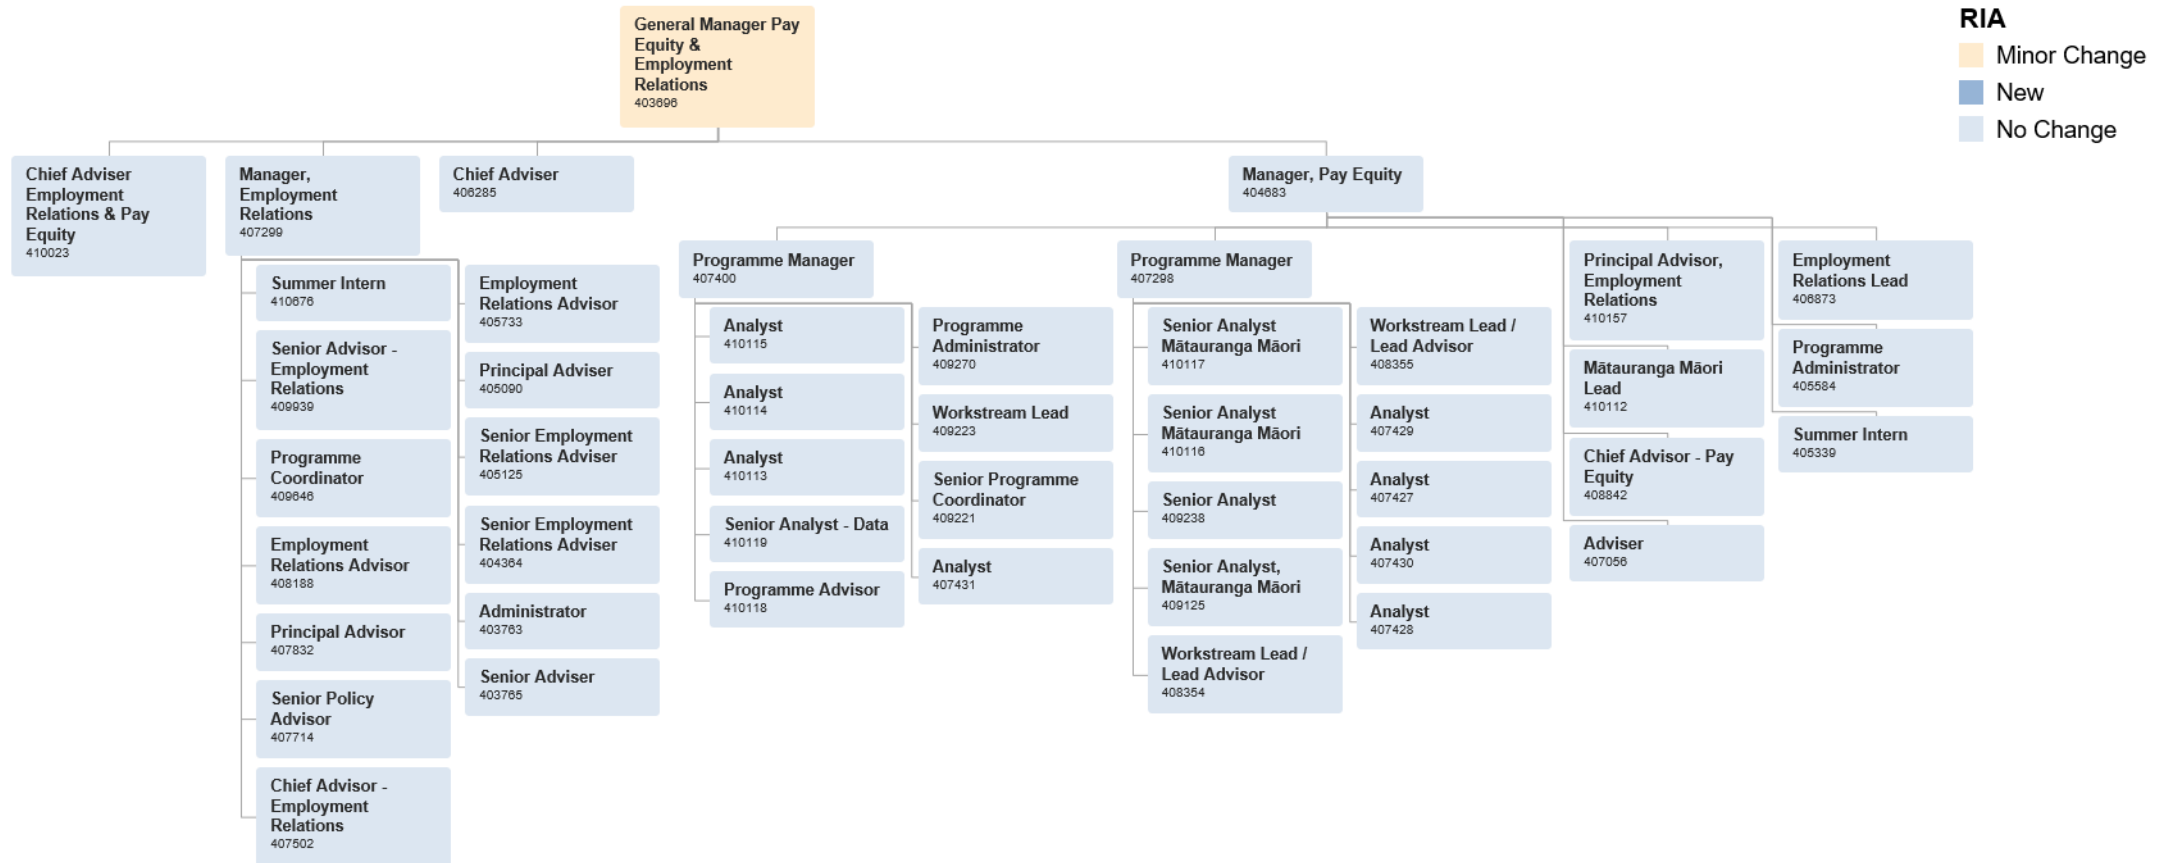 General Manager Pay
Equity &
Employment
Relations
403696
RIA
Minor Change
New
No Change
Chief Adviser
Employment
Relations & Pay
Equity
410023
Manager,
Employment
Relations
407299
Chief Adviser
406285
Manager, Pay Equity
404683
Summer Intern
410676
Senior Advisor -
Employment
Relations
409939
Programme
Coordinator
409646
Employment
Relations Advisor
408188
Principal Advisor
407832
Senior Policy
Advisor
407714
Chief Advisor -
Employment
Relations
407502
Employment
Relations Advisor
405733
Principal Adviser
405090
Senior Employment
Relations Adviser
405125
Senior Employment
Relations Adviser
404364
Administrator
403763
Senior Adviser
403765
Programme Manager
407400
Analyst
410115
Analyst
410114
Analyst
410113
Senior Analyst - Data
410119
Programme Advisor
410118
Programme
Administrator
409270
Workstream Lead
409223
Senior Programme
Coordinator
409221
Analyst
407431
Programme Manager
407298
Senior Analyst
Mātauranga Māori
410117
Senior Analyst
Mātauranga Māori
410116
Senior Analyst
409238
Senior Analyst,
Mātauranga Māori
409125
Workstream Lead /
Lead Advisor
408354
Workstream Lead /
Lead Advisor
408355
Analyst
407429
Analyst
407427
Analyst
407430
Analyst
407428
Principal Advisor,
Employment
Relations
410157
Mātauranga Māori
Lead
410112
Chief Advisor - Pay
Equity
408842
Adviser
407056
Employment
Relations Lead
406873
Programme
Administrator
405584
Summer Intern
405339